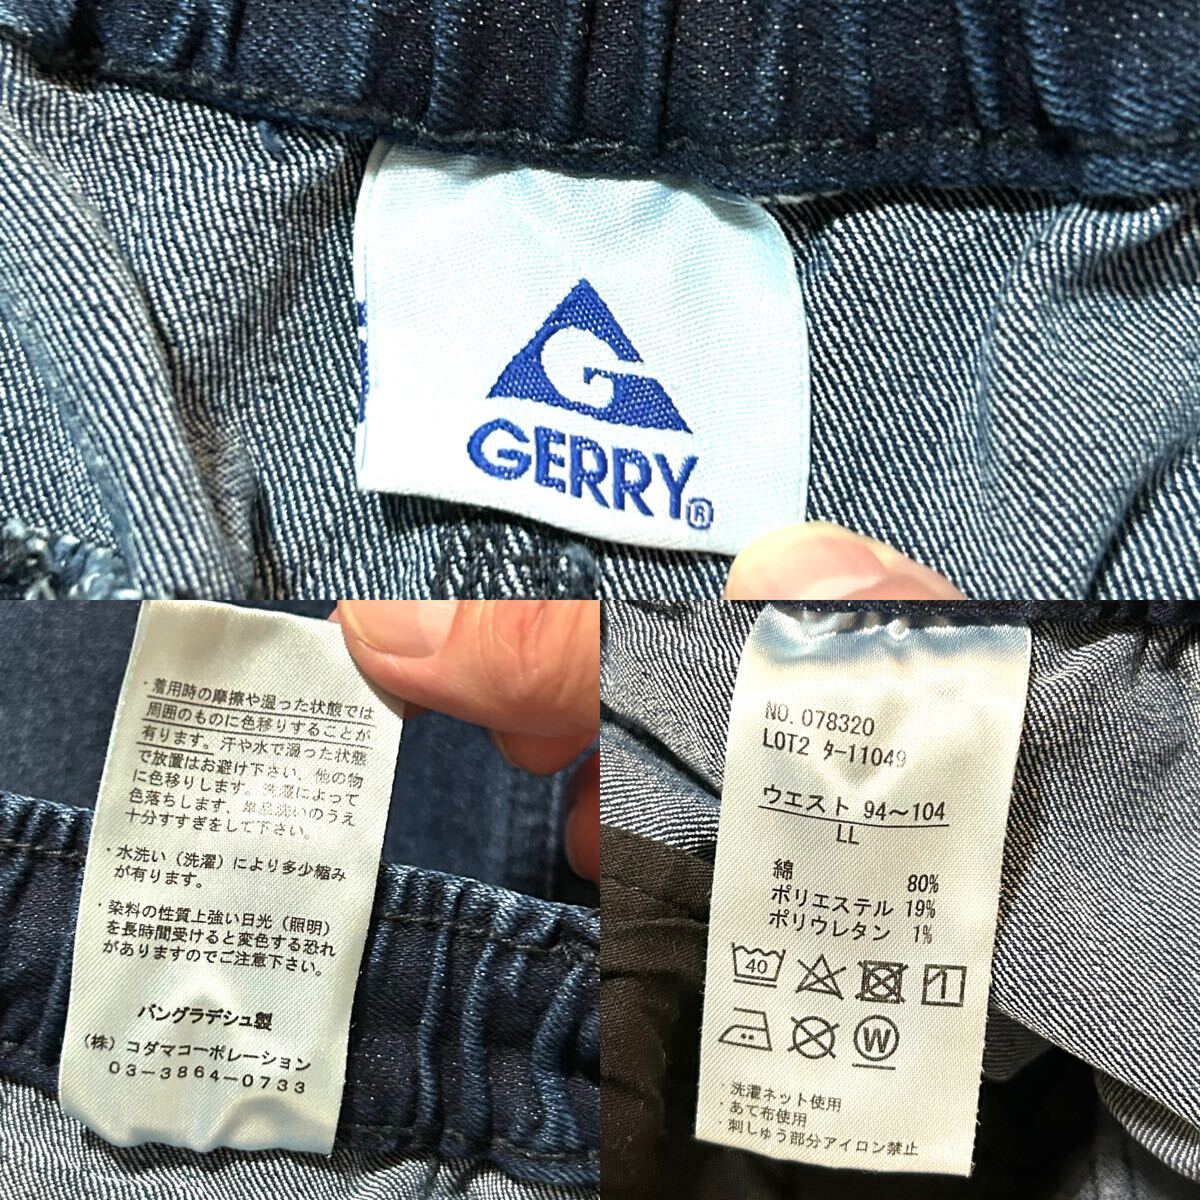 G
GERRY®
・着用時の摩擦や湿った状態では
周囲のものに色移りすることが
有ります。汗や水で湿った状態
で放置はお避け下さい、他の物
に色移りします。洗濯によって
色落ちします、単品洗いのうえ
十分すすぎをして下さい。
・水洗い（洗濯）により多少縮み
が有ります。
・染料の性質上強い日光（照明）
を長時間受けると変色する恐れ
がありますのでご注意下さい。
バングラデシュ製
（株）コダマコーポレーション
03-3864-0733
NO. 078320
LOT2 ﾀｰ-11049
ウエスト 94～104
LL
綿 80%
ポリエステル 19%
ポリウレタン 1%
40
W
・洗濯ネット使用
・あて布使用
・刺しゅう部分アイロン禁止